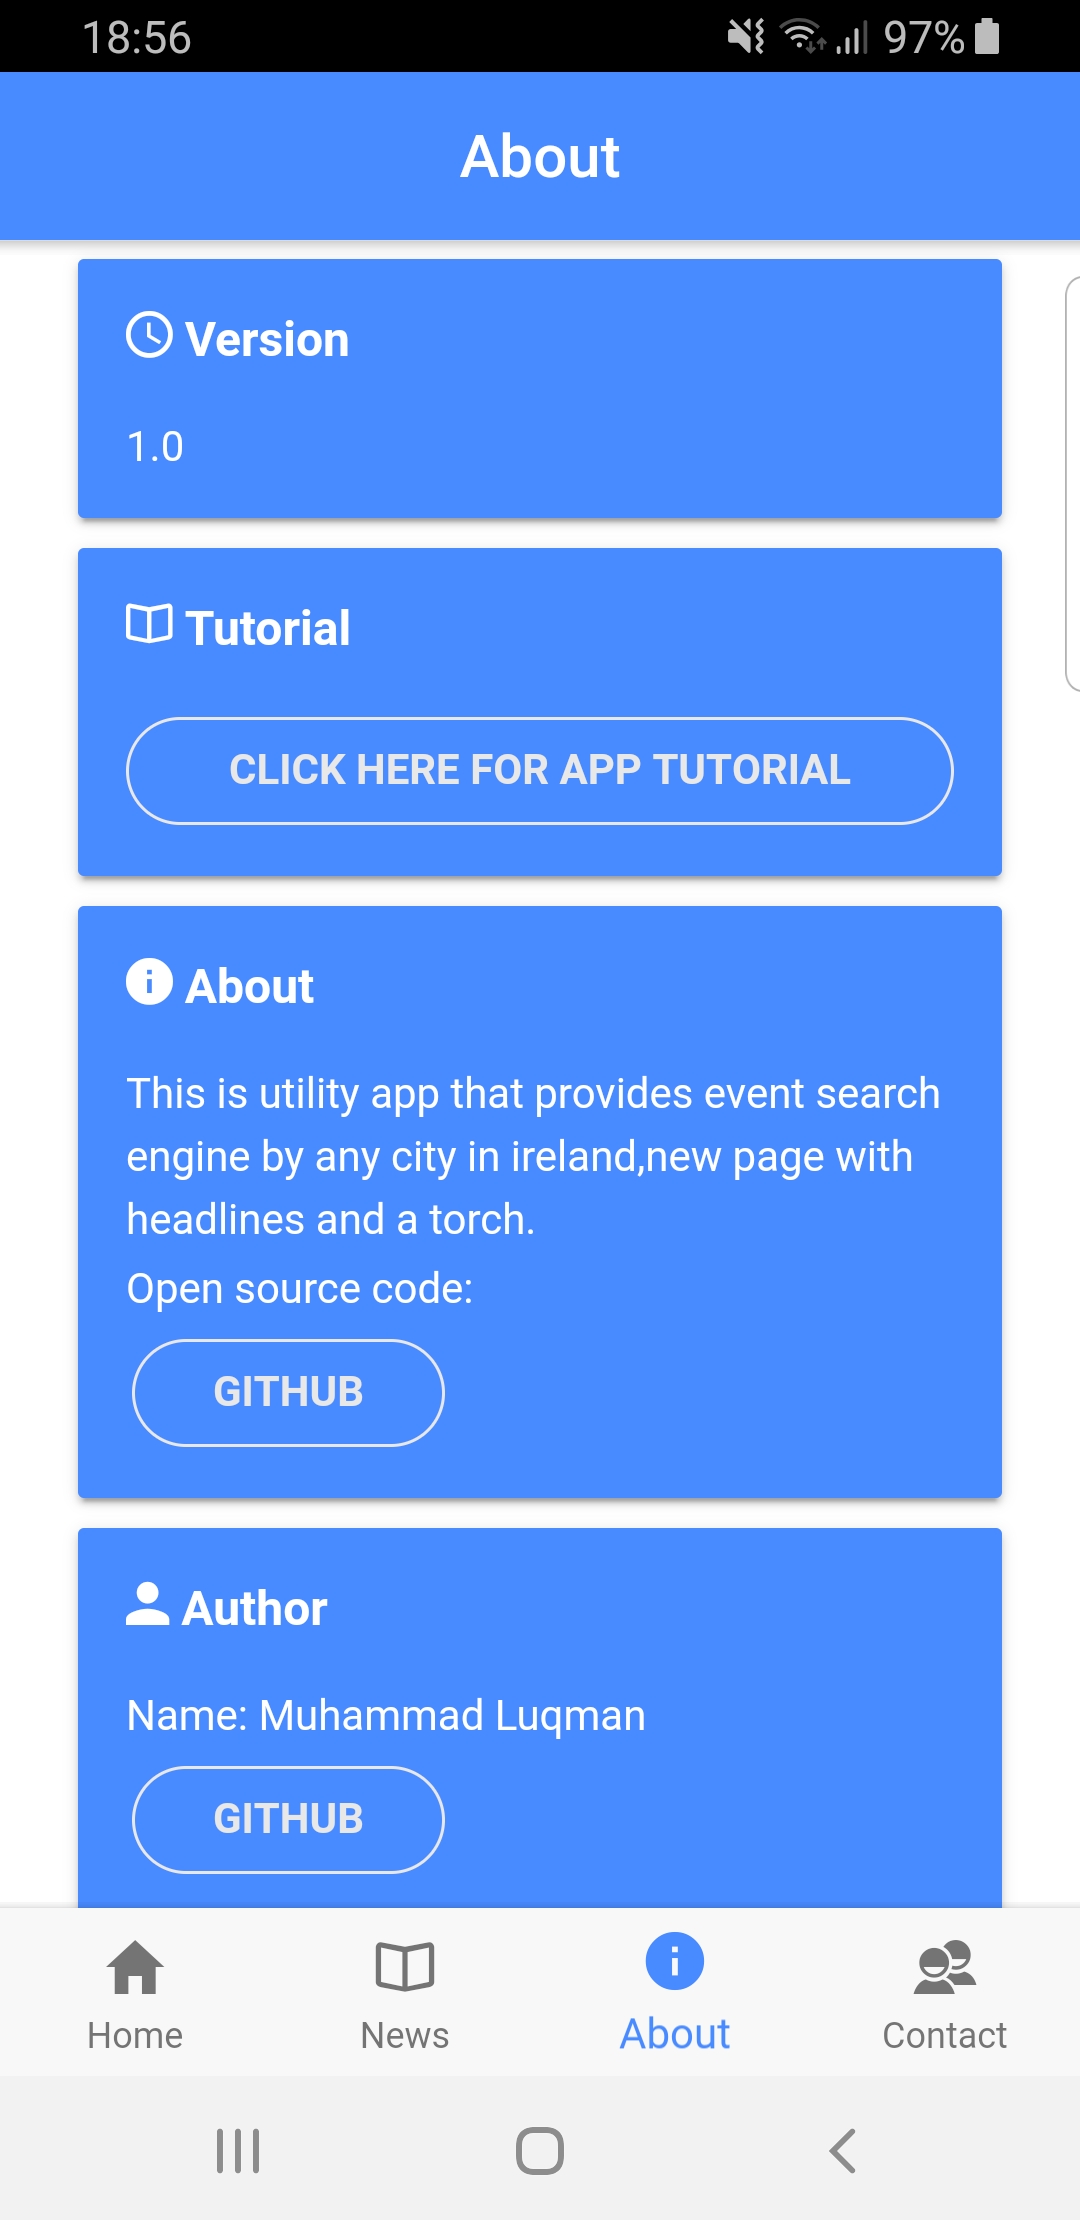 18:56
97%
About
Version
1.0
Tutorial
CLICK HERE FOR APP TUTORIAL
About
This is utility app that provides event search
engine by any city in ireland,new page with
headlines and a torch.
Open source code:
GITHUB
Author
Name: Muhammad Luqman
GITHUB
Home
News
About
Contact